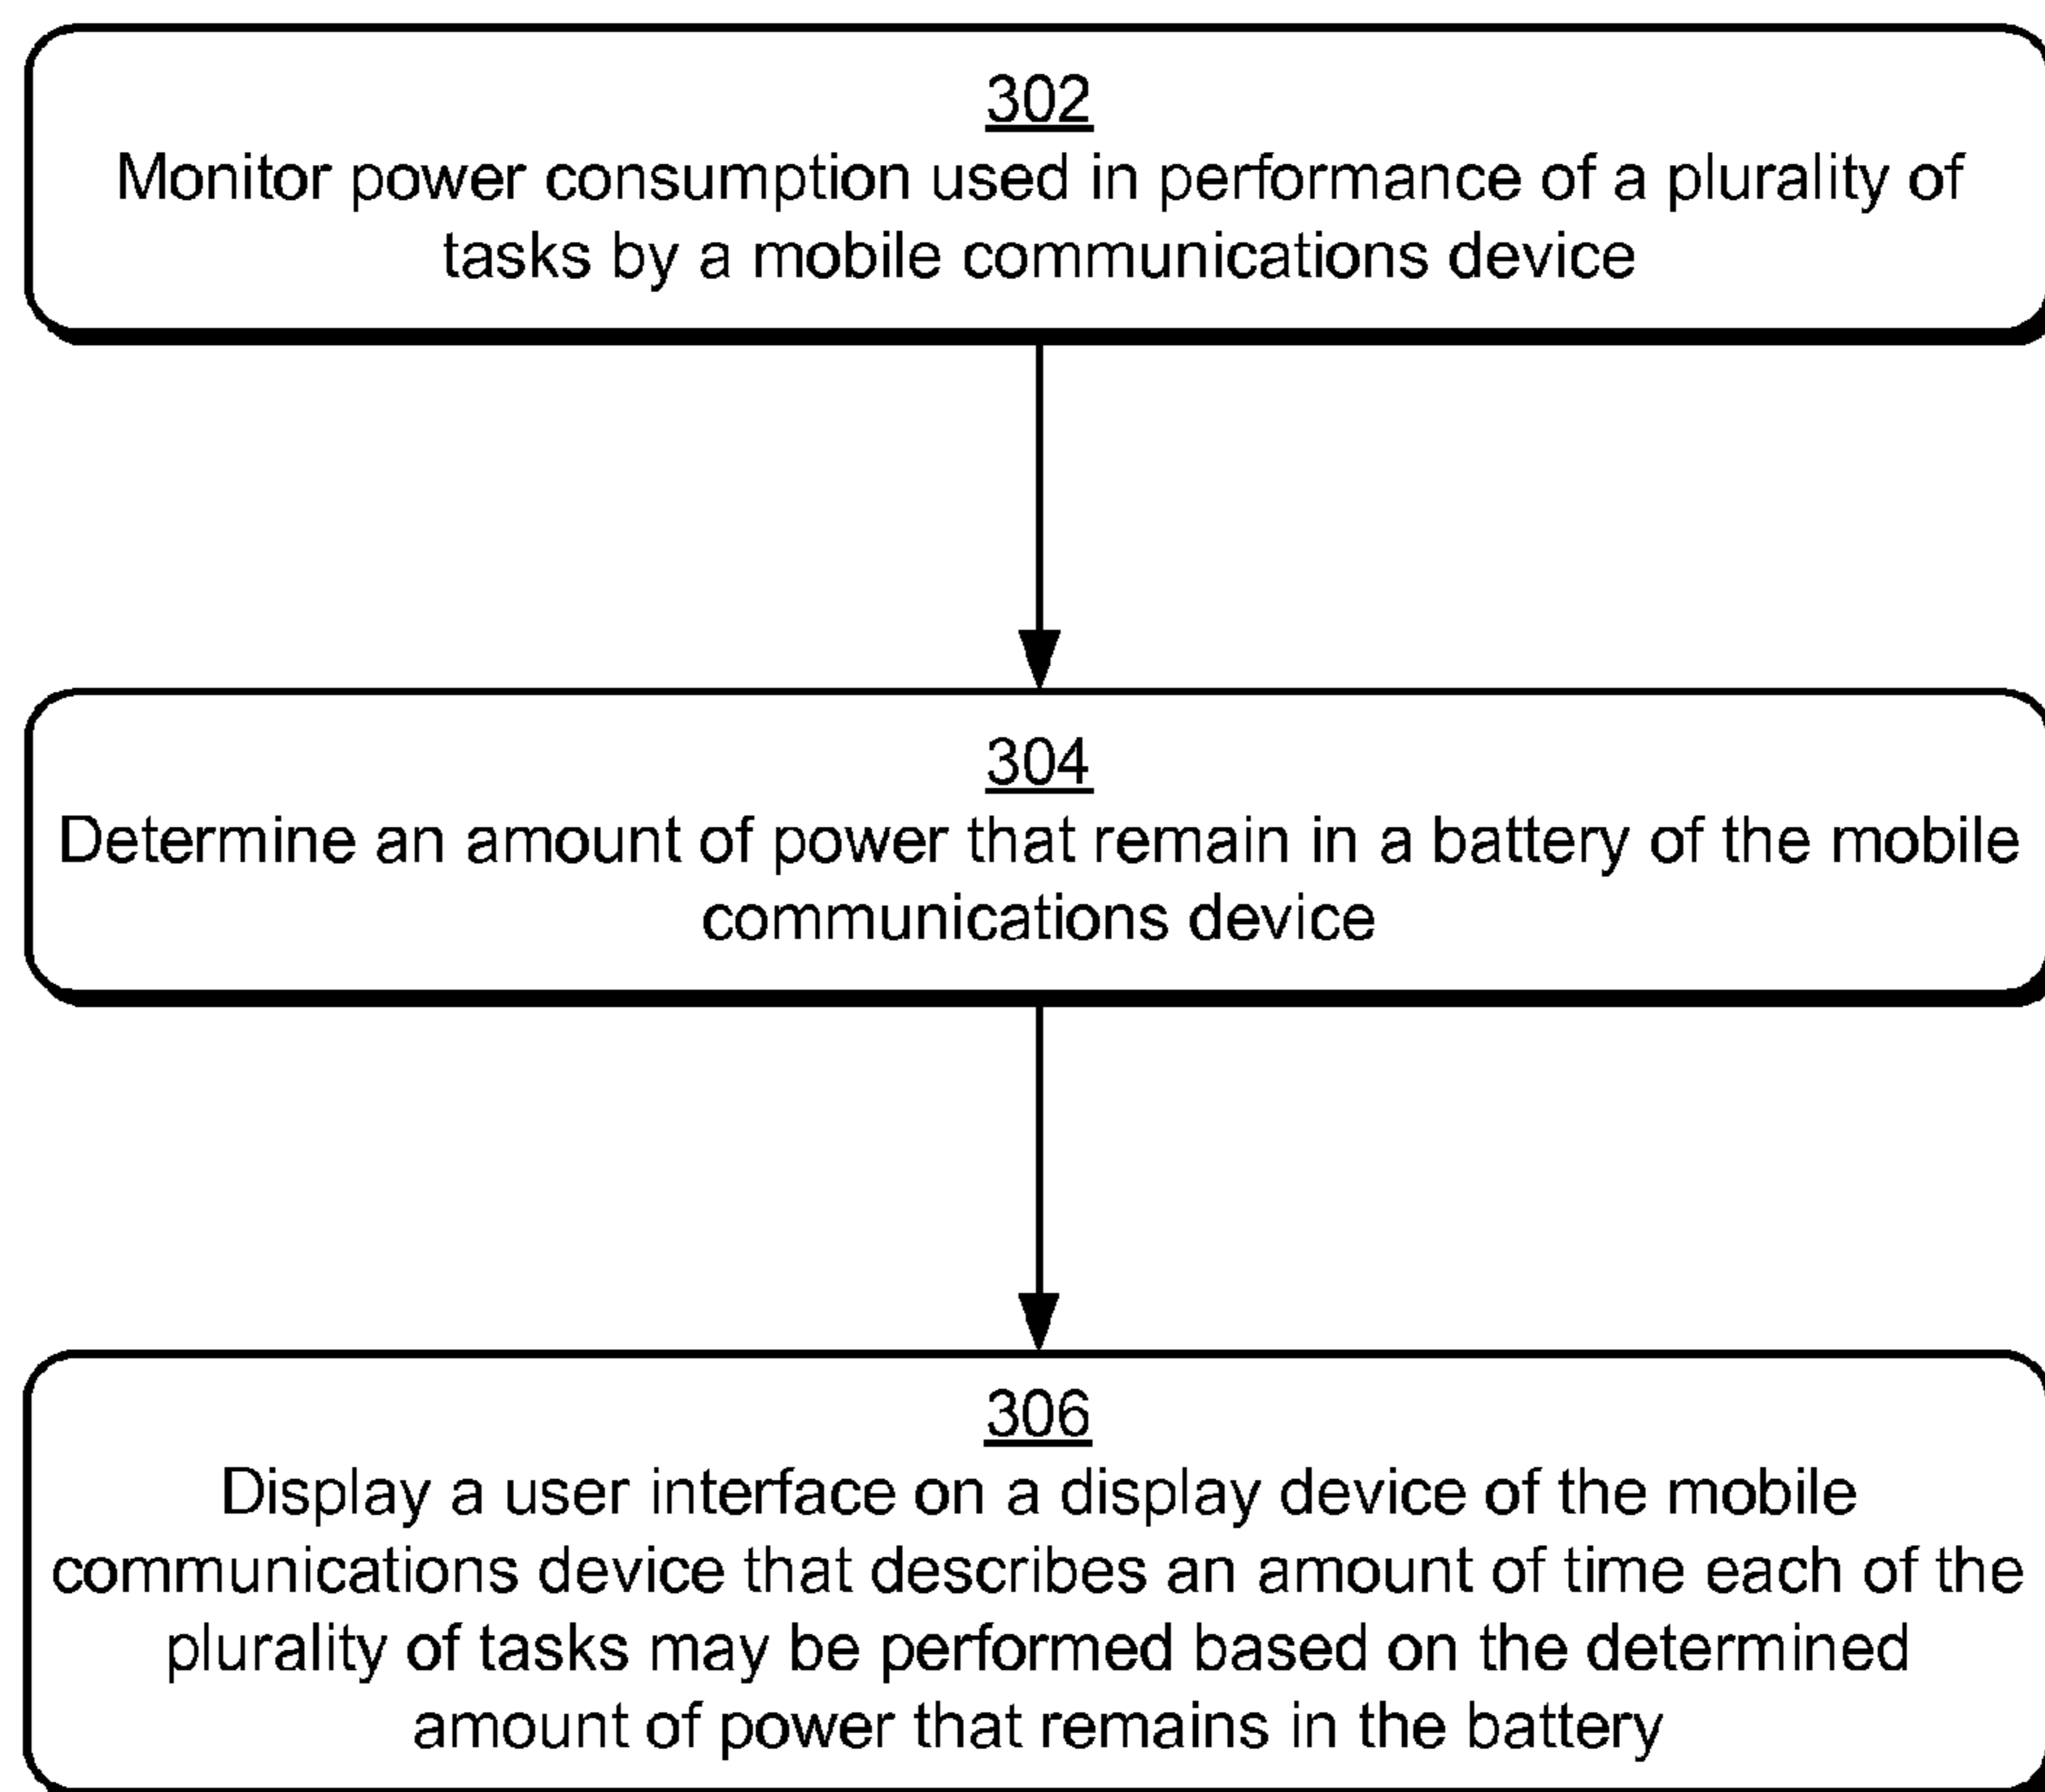 302
Monitor power consumption used in performance of a plurality of
tasks by a mobile communications device
304
Determine an amount of power that remain in a battery of the mobile
communications device
306
Display a user interface on a display device of the mobile
communications device that describes an amount of time each of the
plurality of tasks may be performed based on the determined
amount of power that remains in the battery